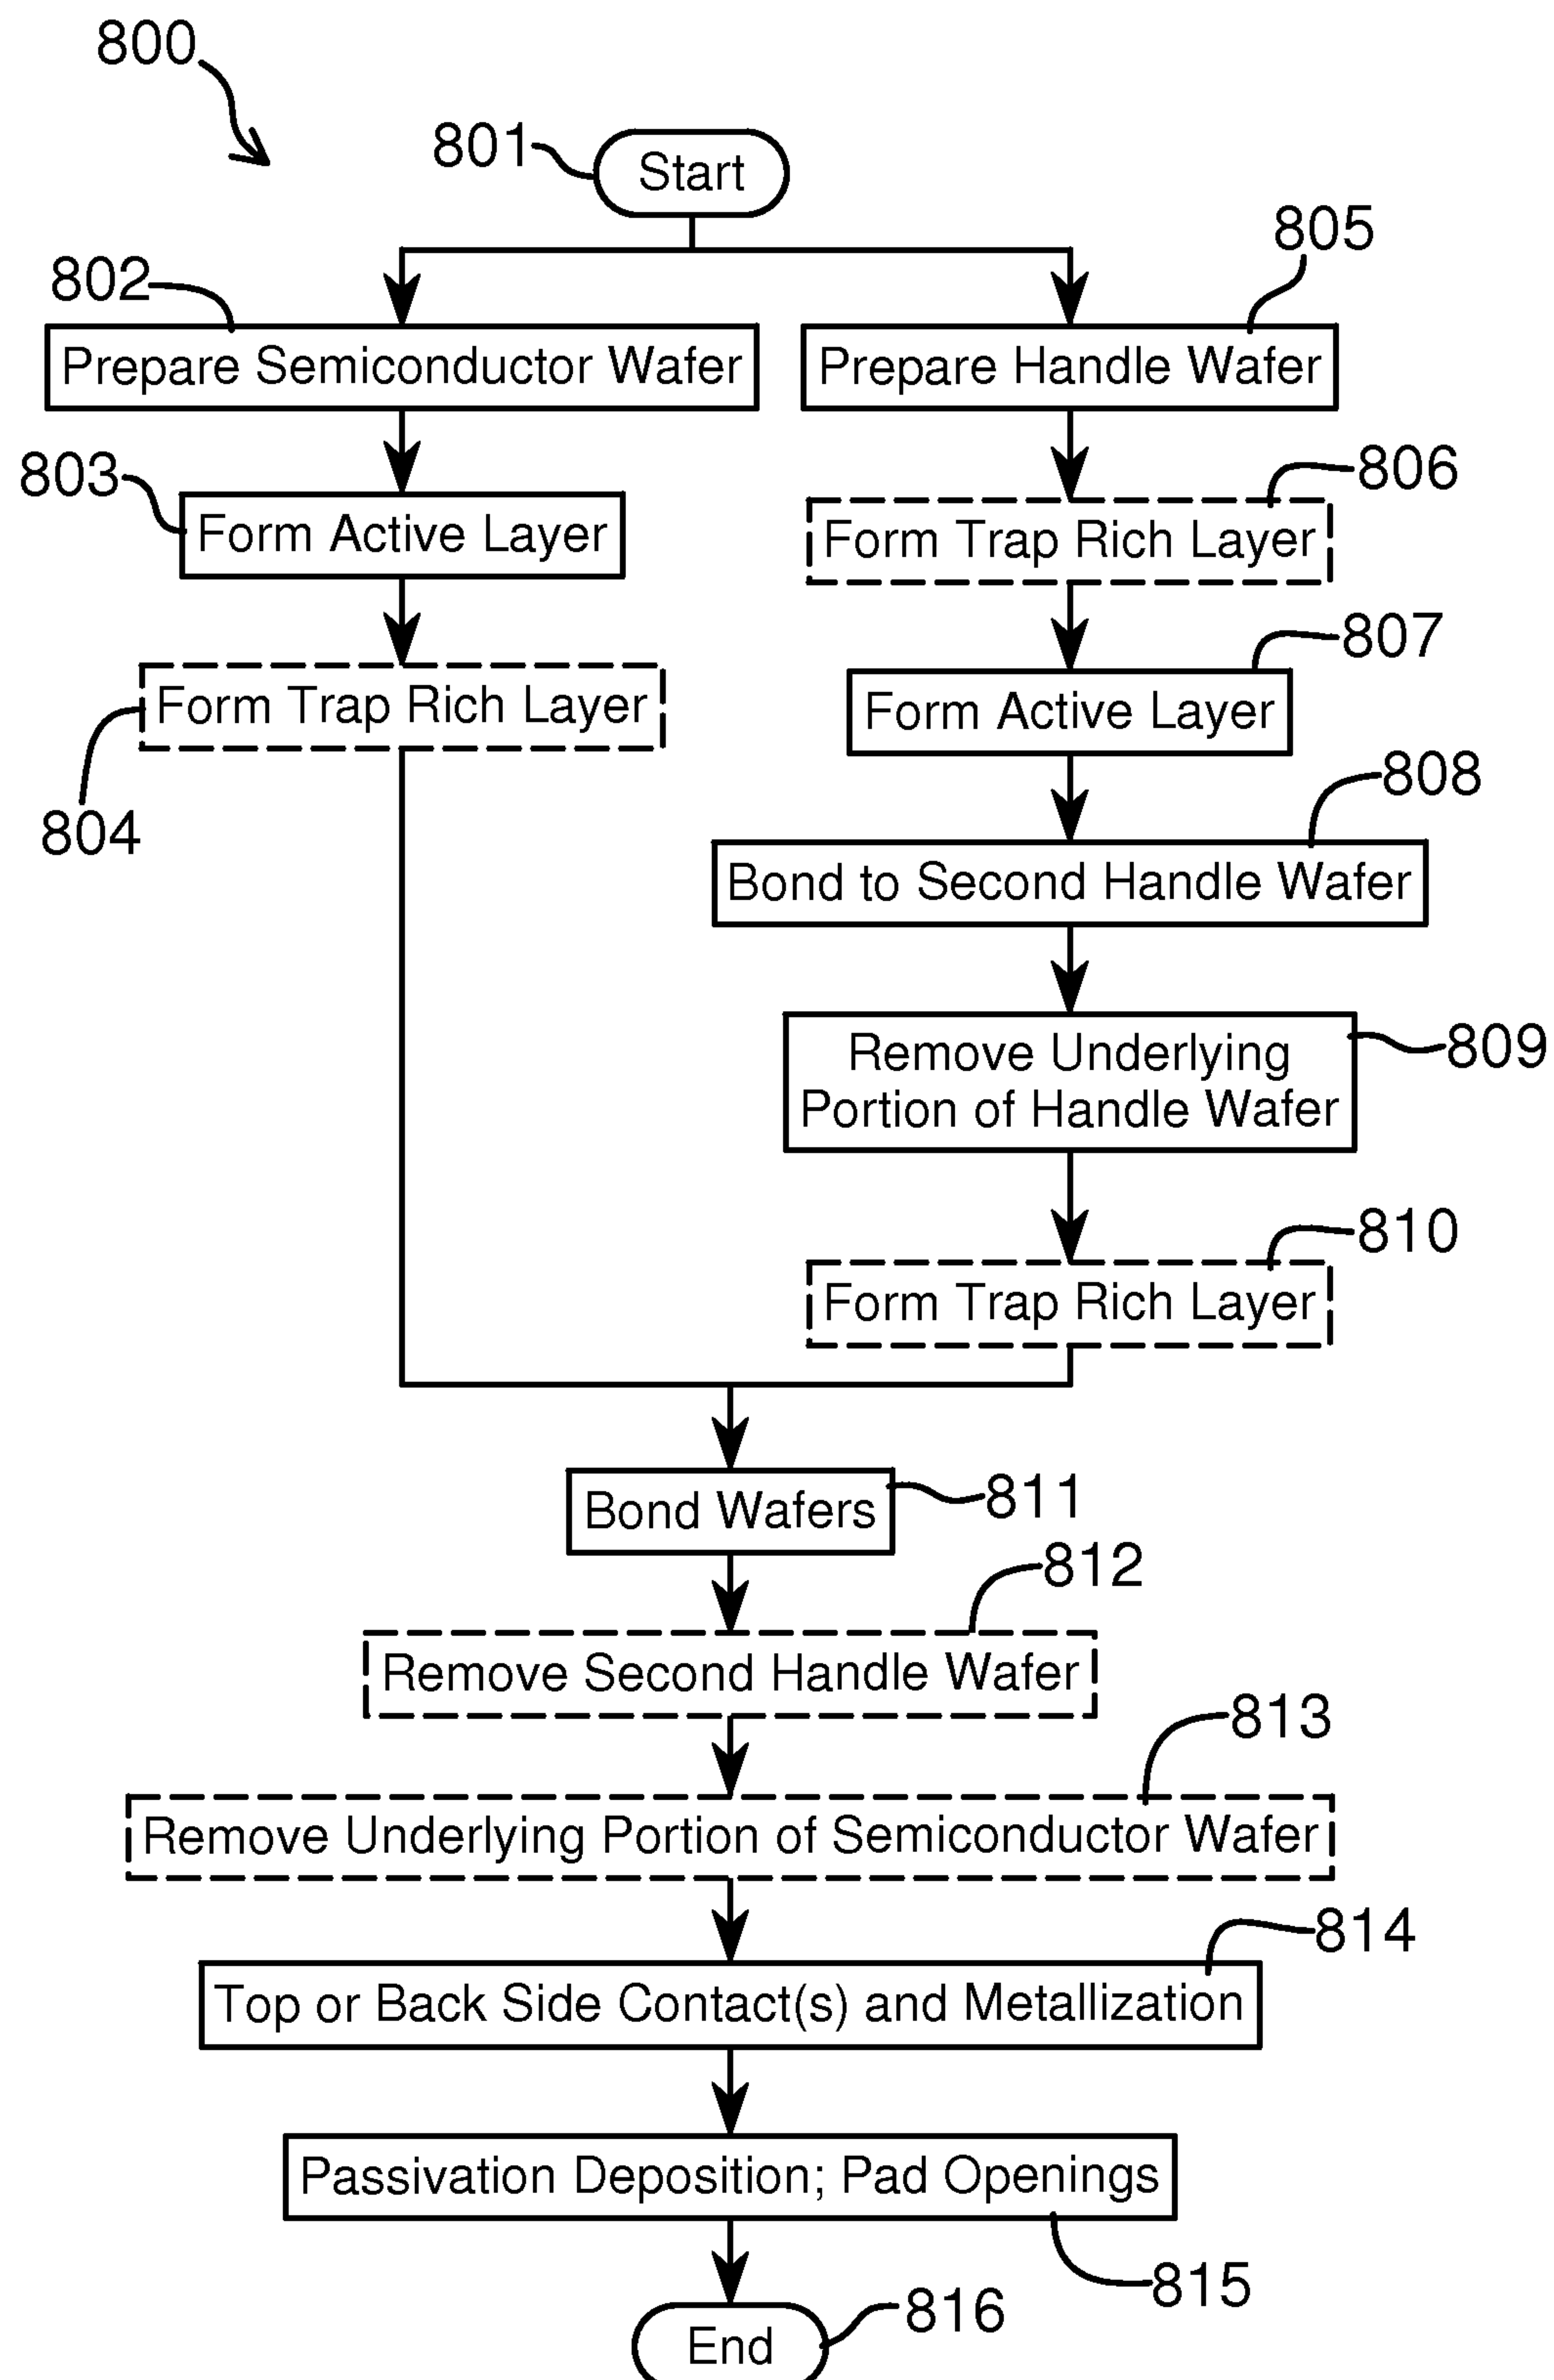 800
801
Start
805
802
Prepare Semiconductor Wafer
Prepare Handle Wafer
803
806
Form Active Layer
Form Trap Rich Layer
807
Form Trap Rich Layer
Form Active Layer
808
804
Bond to Second Handle Wafer
Remove Underlying
Portion of Handle Wafer
809
810
Form Trap Rich Layer
Bond Wafers
811
812
Remove Second Handle Wafer
813
Remove Underlying Portion of Semiconductor Wafer
814
Top or Back Side Contact(s) and Metallization
Passivation Deposition; Pad Openings
815
816
End